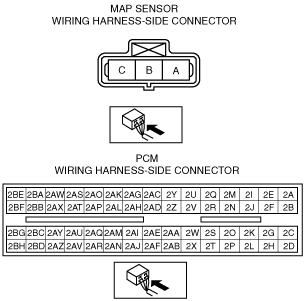 MAP SENSOR
WIRING HARNESS-SIDE CONNECTOR
C B A
PCM
WIRING HARNESS-SIDE CONNECTOR
2BE 2BA 2AW 2AS 2AO 2AK 2AG 2AC 2Y 2U 2Q 2M 2I 2E 2A
2BF 2BB 2AX 2AT 2AP 2AL 2AH 2AD 2Z 2V 2R 2N 2J 2F 2B
2BG 2BC 2AY 2AU 2AQ 2AM 2AI 2AE 2AA 2W 2S 2O 2K 2G 2C
2BH 2BD 2AZ 2AV 2AR 2AN 2AJ 2AF 2AB 2X 2T 2P 2L 2H 2D